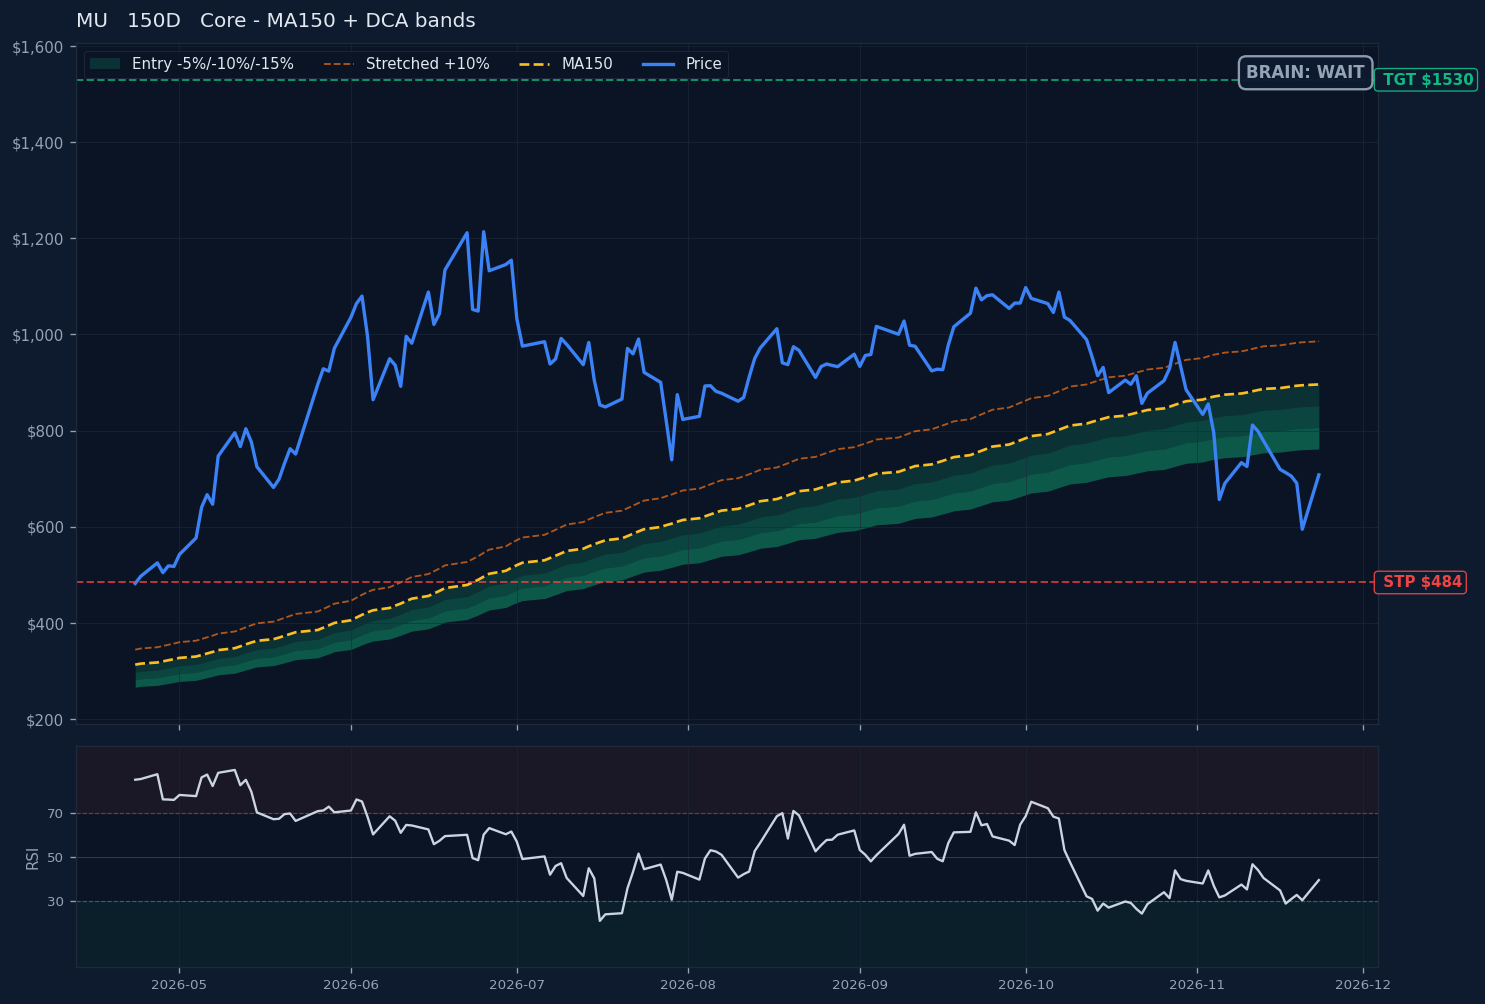 MU 150D Core - MA150 + DCA bands
$1,600
Entry -5%/-10%/-15% Stretched +10% MA150 Price
BRAIN: WAIT
TGT $1530
$1,400
$1,200
$1,000
$800
$600
STP $484
$400
$200
70
50
30
RSI
2026-05 2026-06 2026-07 2026-08 2026-09 2026-10 2026-11 2026-12